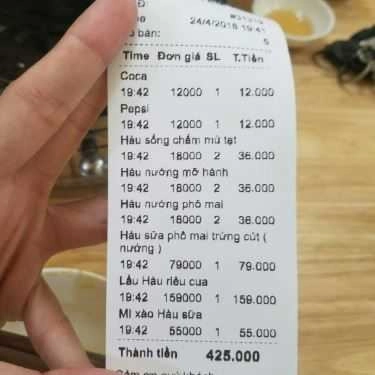 24/4/2018 19:41
bàn: 5
Time Đơn giá SL T.Tiền
Coca
19:42 12000 1 12.000
Pepsi
19:42 12000 1 12.000
Hàu sống chấm mù tạt
19:42 18000 2 36.000
Hàu nướng mỡ hành
19:42 18000 2 36.000
Hàu nướng phô mai
19:42 18000 2 36.000
Hàu sữa phô mai trứng cút (
nướng )
19:42 79000 1 79.000
Lẩu Hàu riêu cua
19:42 159000 1 159.000
Mì xào Hàu sữa
19:42 55000 1 55.000
Thành tiền 425.000